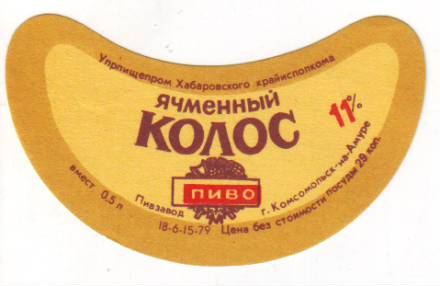 Упрпищепром Хабаровского крайисполкома
ячменный
КОЛОС
11%
ПИВО
вмест 0,5 л
Пивзавод г. Комсомольск-на-Амуре
18-6-15-79 Цена без стоимости посуды 29 коп.